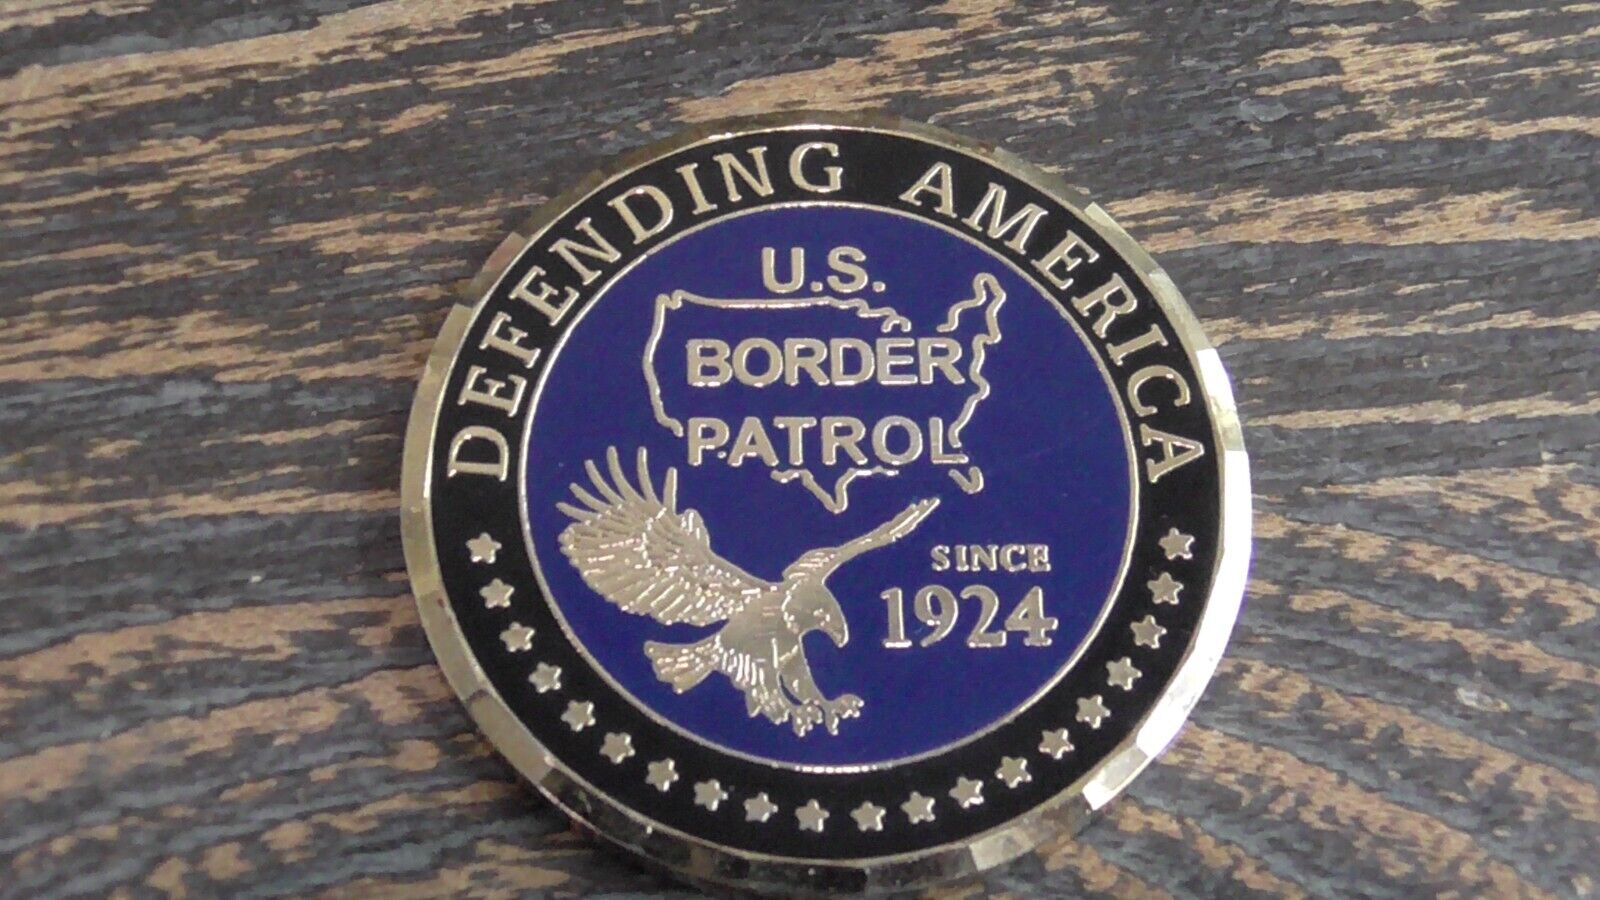 DEFENDING AMERICA
U.S.
BORDER
PATROL
SINCE
1924